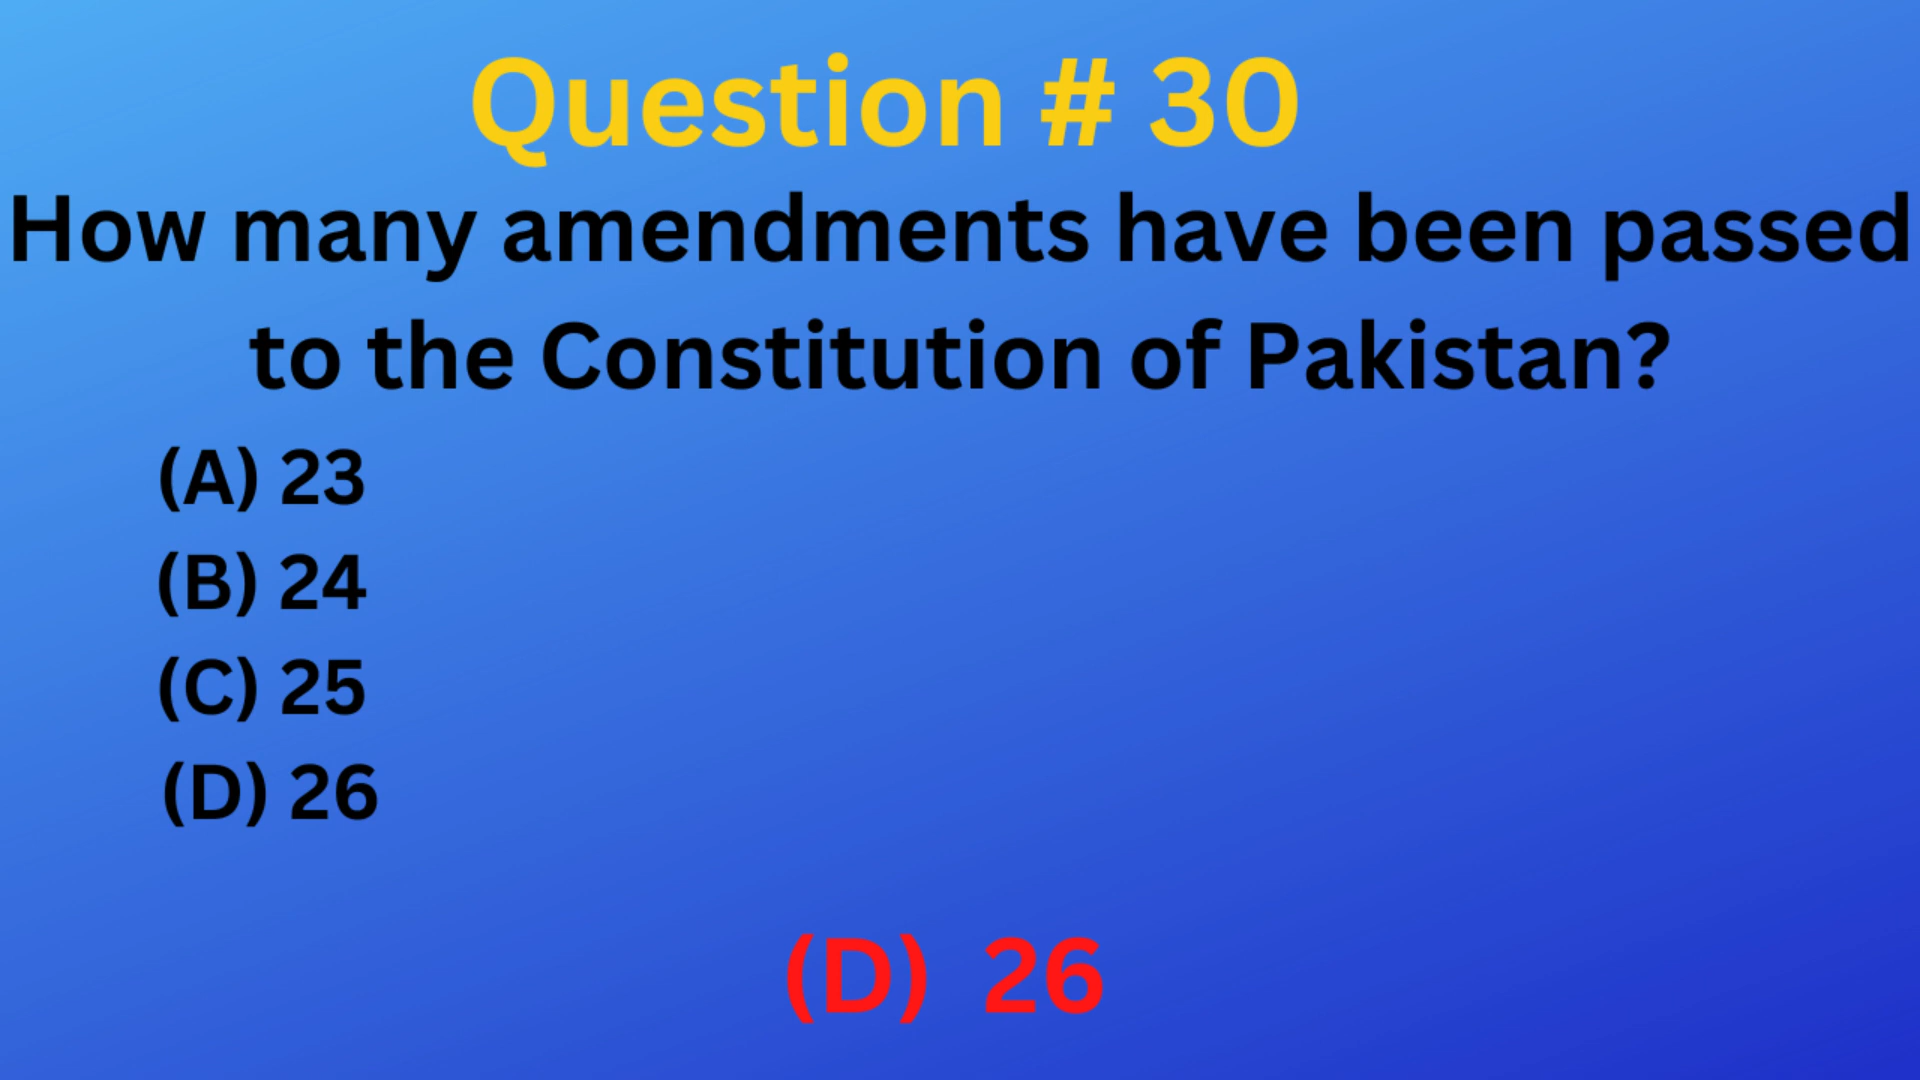 Question # 30
How many amendments have been passed
to the Constitution of Pakistan?
(A) 23
(B) 24
(C) 25
(D) 26
(D) 26